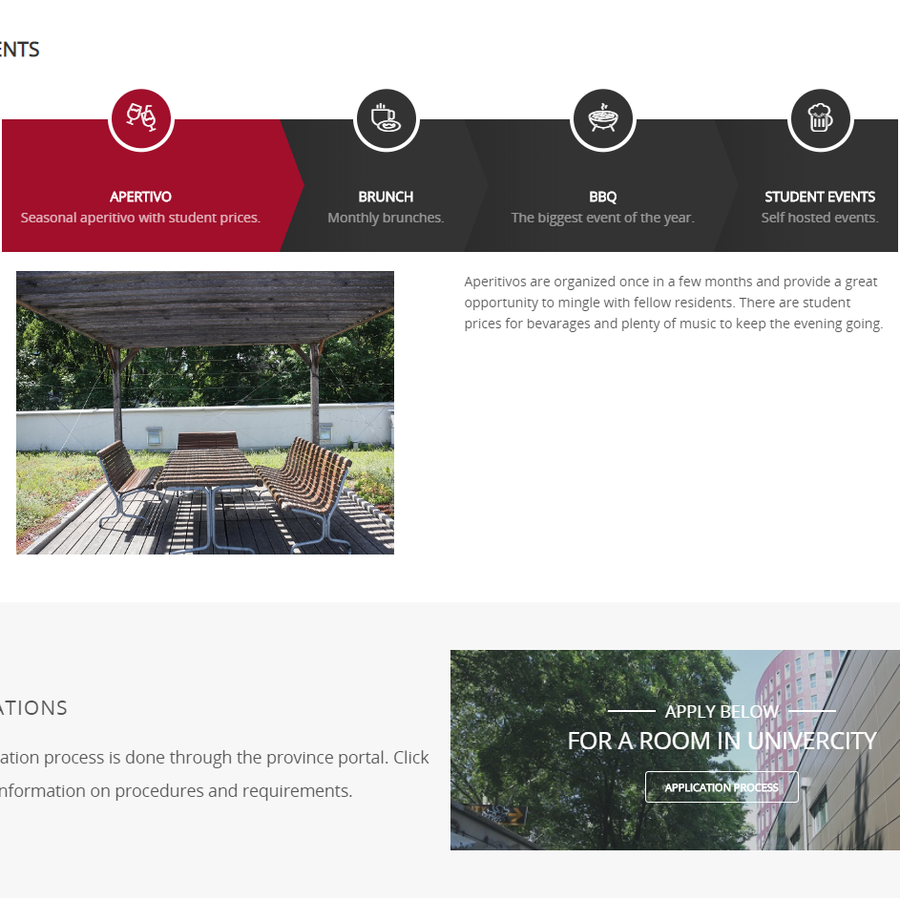 ENTS
APERTIVO
Seasonal aperitivo with student prices.
BRUNCH
Monthly brunches.
BBQ
The biggest event of the year.
STUDENT EVENTS
Self hosted events.
Aperitivos are organized once in a few months and provide a great
opportunity to mingle with fellow residents. There are student
prices for bevarages and plenty of music to keep the evening going.
ATIONS
ation process is done through the province portal. Click
nformation on procedures and requirements.
APPLY BELOW
FOR A ROOM IN UNIVERCITY
APPLICATION PROCESS